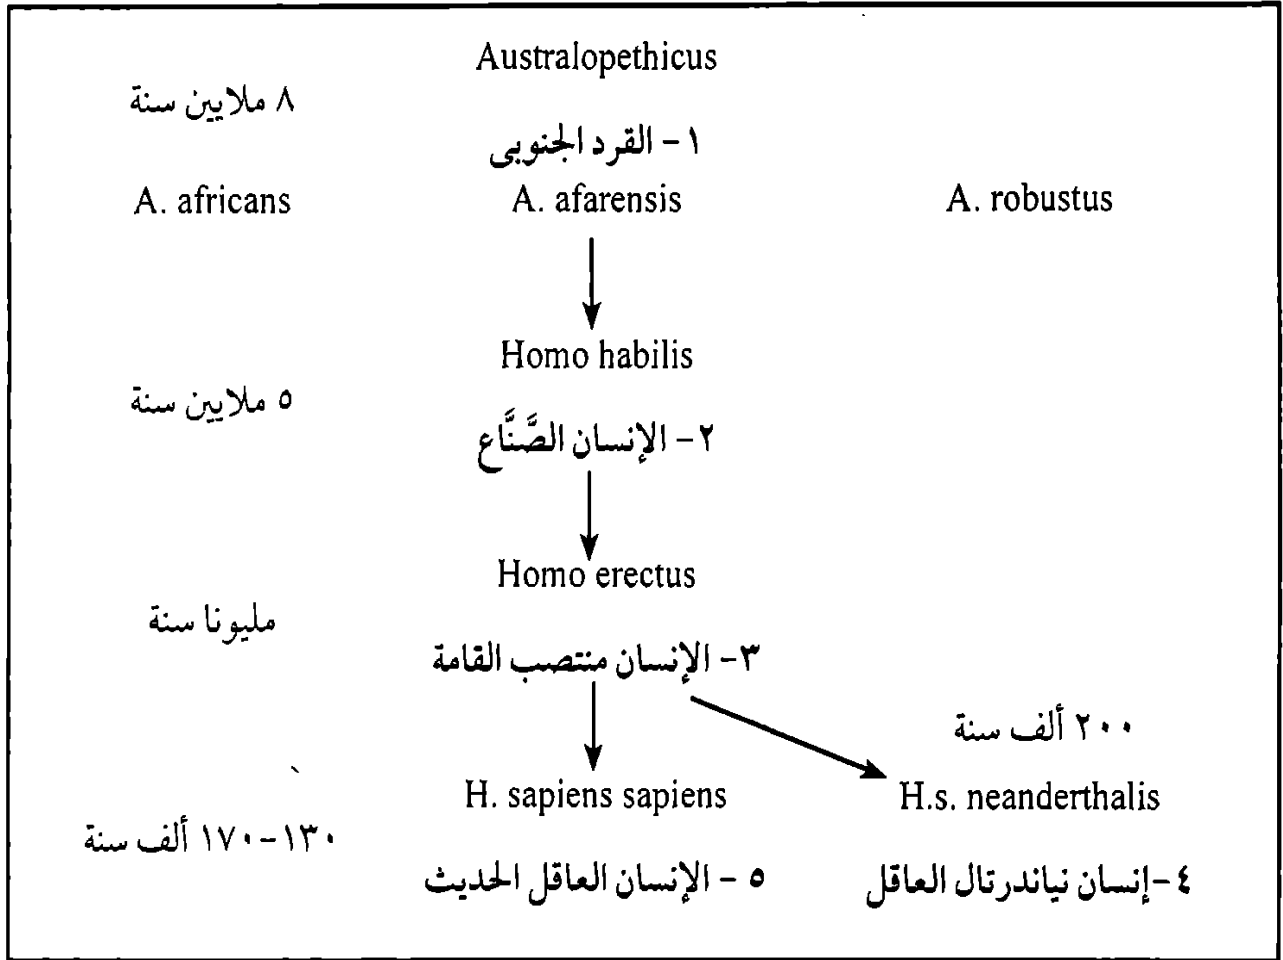 Australopethicus
٨ ملايين سنة
١ - القرد الجنوبى
A. africans A. afarensis A. robustus
Homo habilis
٥ ملايين سنة
٢ - الإنسان الصَّنَّاع
Homo erectus
مليونا سنة
٣- الإنسان منتصب القامة
٢٠٠ ألف سنة
H. sapiens sapiens H.s. neanderthalis
١٣٠-١٧٠ ألف سنة
٥ - الإنسان العاقل الحديث
٤-إنسان نياندرتال العاقل